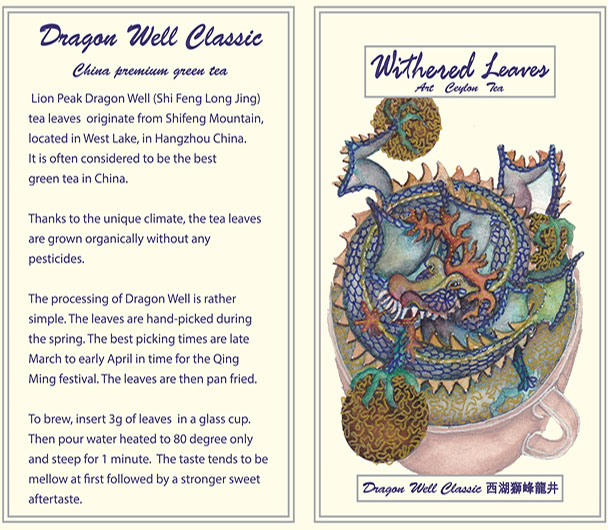 Dragon Well Classic
China premium green tea
Lion Peak Dragon Well (Shi Feng Long Jing)
tea leaves originate from Shifeng Mountain,
located in West Lake, in Hangzhou China.
It is often considered to be the best
green tea in China.
Thanks to the unique climate, the tea leaves
are grown organically without any
pesticides.
The processing of Dragon Well is rather
simple. The leaves are hand-picked during
the spring. The best picking times are late
March to early April in time for the Qing
Ming festival. The leaves are then pan fried.
To brew, insert 3g of leaves in a glass cup.
Then pour water heated to 80 degree only
and steep for 1 minute. The taste tends to be
mellow at first followed by a stronger sweet
aftertaste.
Withered Leaves
Art Ceylon Tea
Dragon Well Classic 西湖獅峰龍井